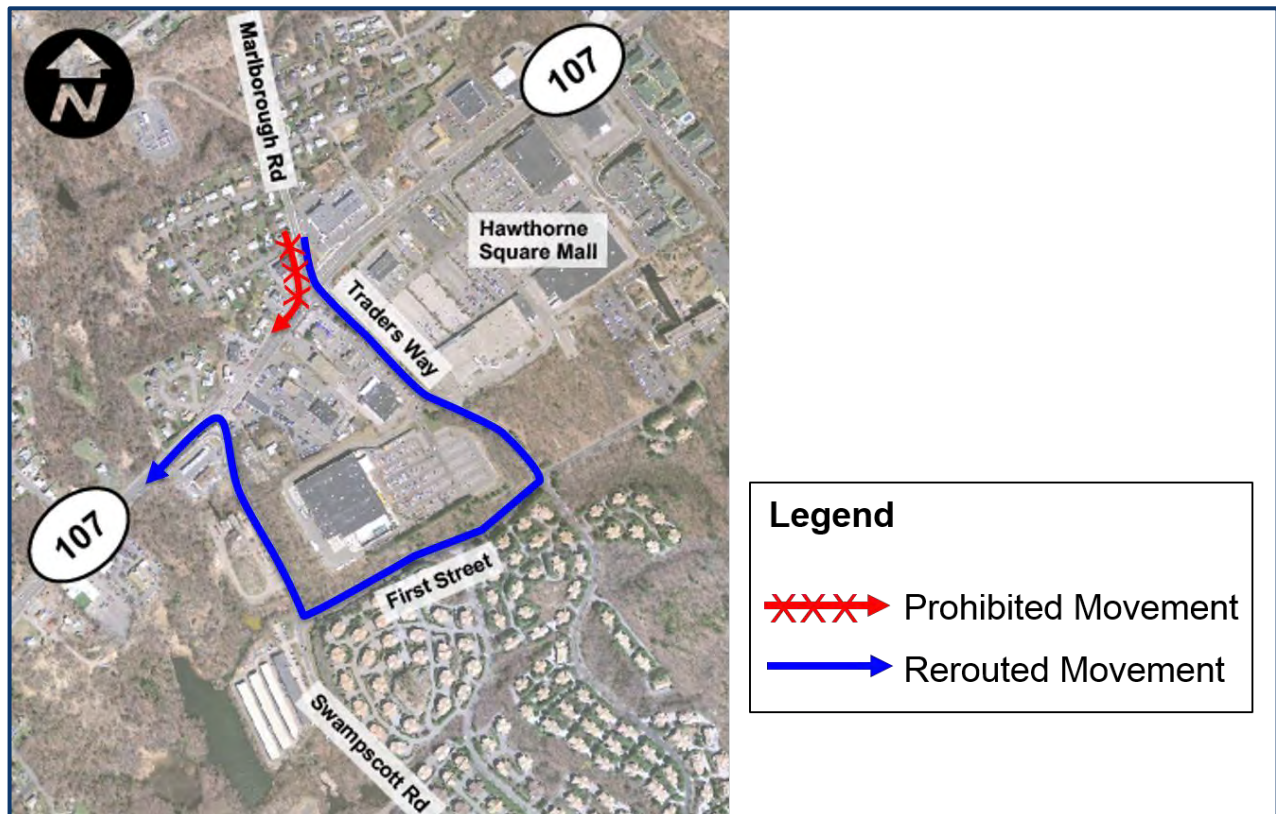 N
Marlborough Rd
107
Hawthorne
Square Mall
Traders Way
107
First Street
Swampscott Rd
Legend
Prohibited Movement
Rerouted Movement